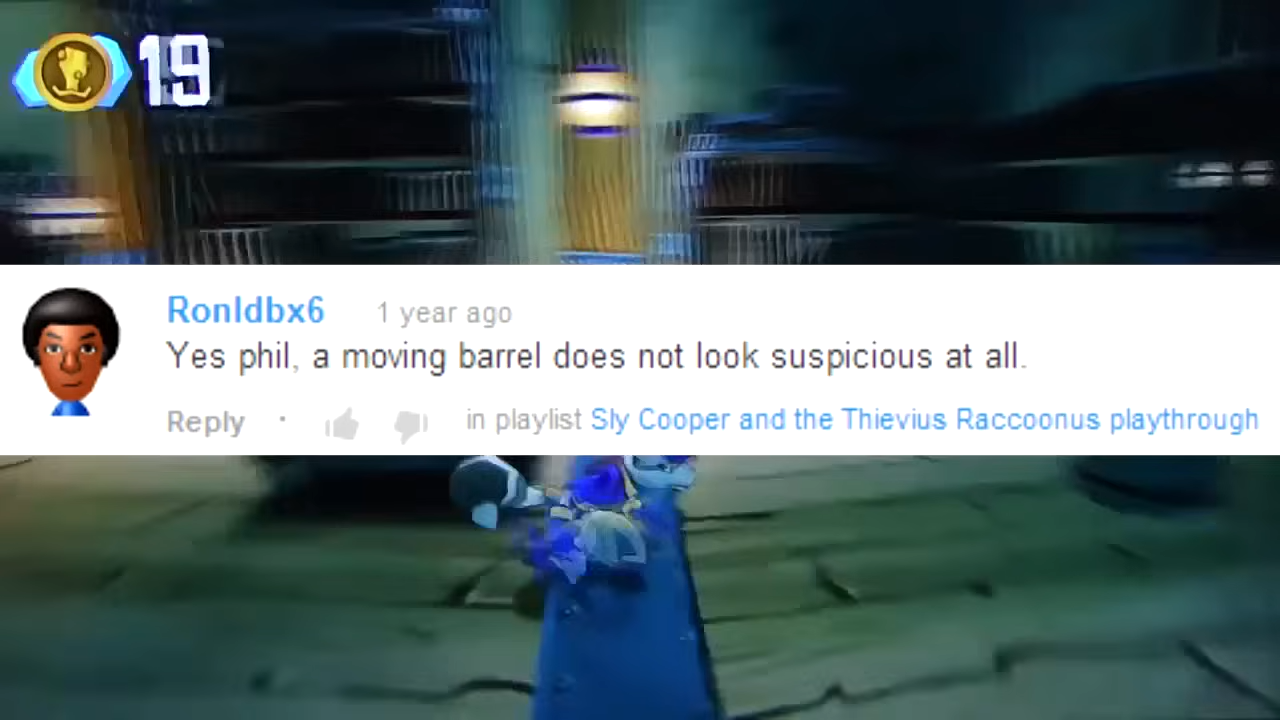 19
Ronldbx6 1 year ago
Yes phil, a moving barrel does not look suspicious at all.
Reply · in playlist Sly Cooper and the Thievius Raccoonus playthrough